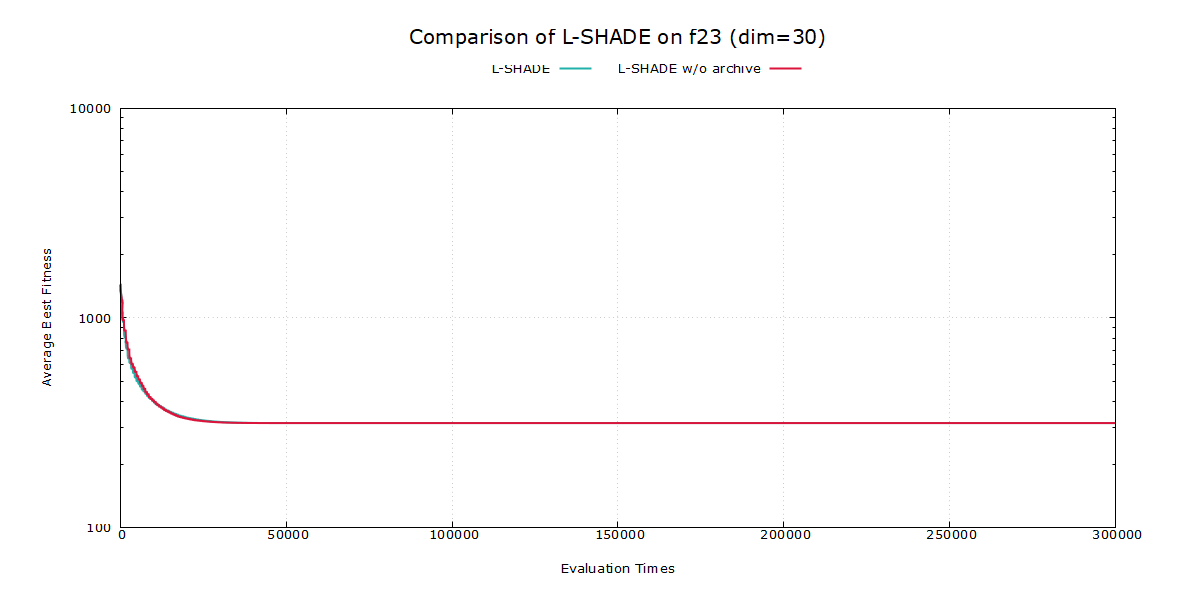 Comparison of L-SHADE on f23 (dim=30)
L-SHADE L-SHADE w/o archive
10000
1000
100
Average Best Fitness
0 50000 100000 150000 200000 250000 300000
Evaluation Times